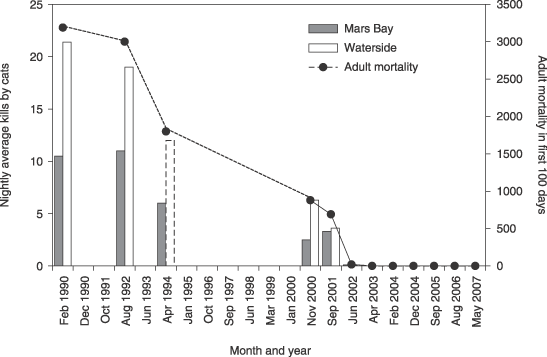 25
20
15
10
5
0
Nightly average kills by cats
Mars Bay
Waterside
Adult mortality
3500
3000
2500
2000
1500
1000
500
0
Adult mortality in first 100 days
Feb 1990
Dec 1990
Oct 1991
Aug 1992
Jun 1993
Apr 1994
Jan 1995
Oct 1996
Sep 1997
Jun 1998
Mar 1999
Jan 2000
Nov 2000
Sep 2001
Jun 2002
Apr 2003
Dec 2004
Sep 2005
Aug 2006
May 2007
Month and year